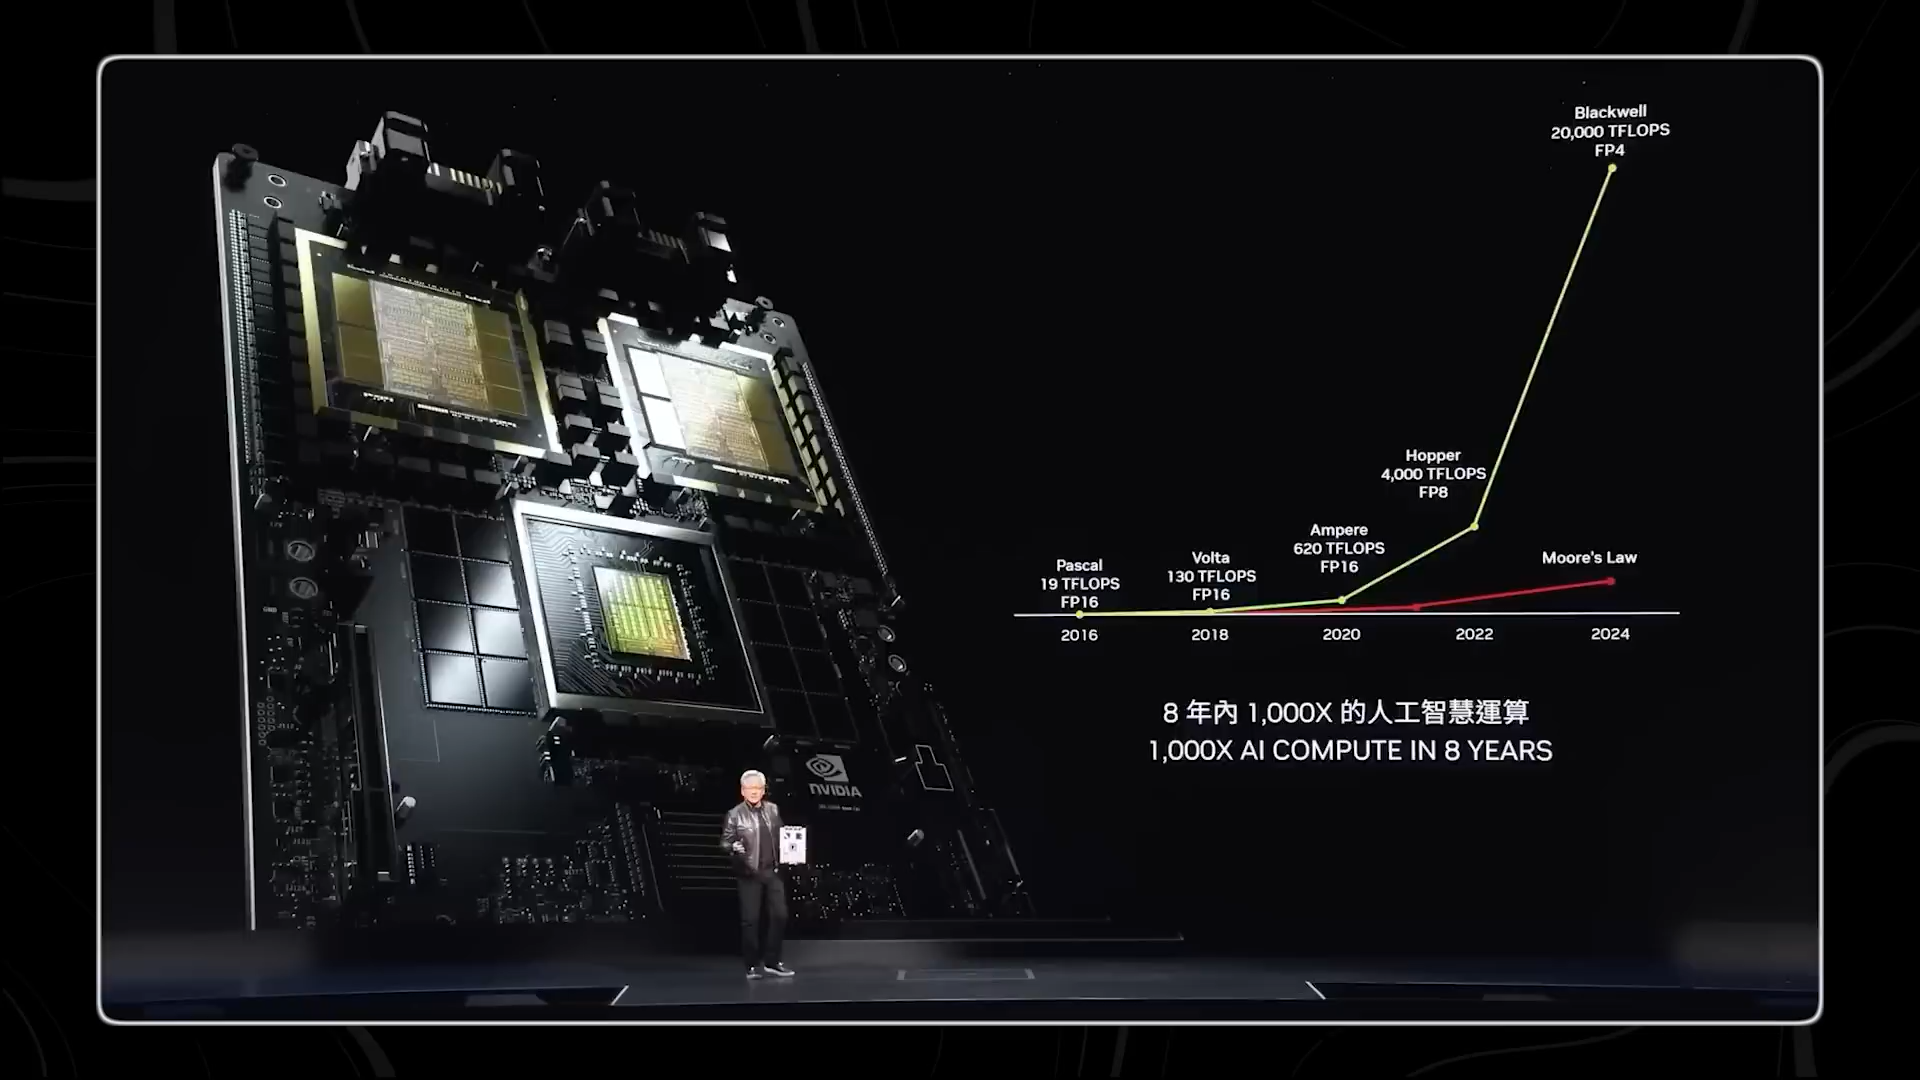 Blackwell
20,000 TFLOPS
FP4
Hopper
4,000 TFLOPS
FP8
Ampere
620 TFLOPS
FP16
Volta
130 TFLOPS
FP16
Pascal
19 TFLOPS
FP16
Moore's Law
2016
2018
2020
2022
2024
8 年內 1,000X 的人工智慧運算
1,000X AI COMPUTE IN 8 YEARS
NVIDIA